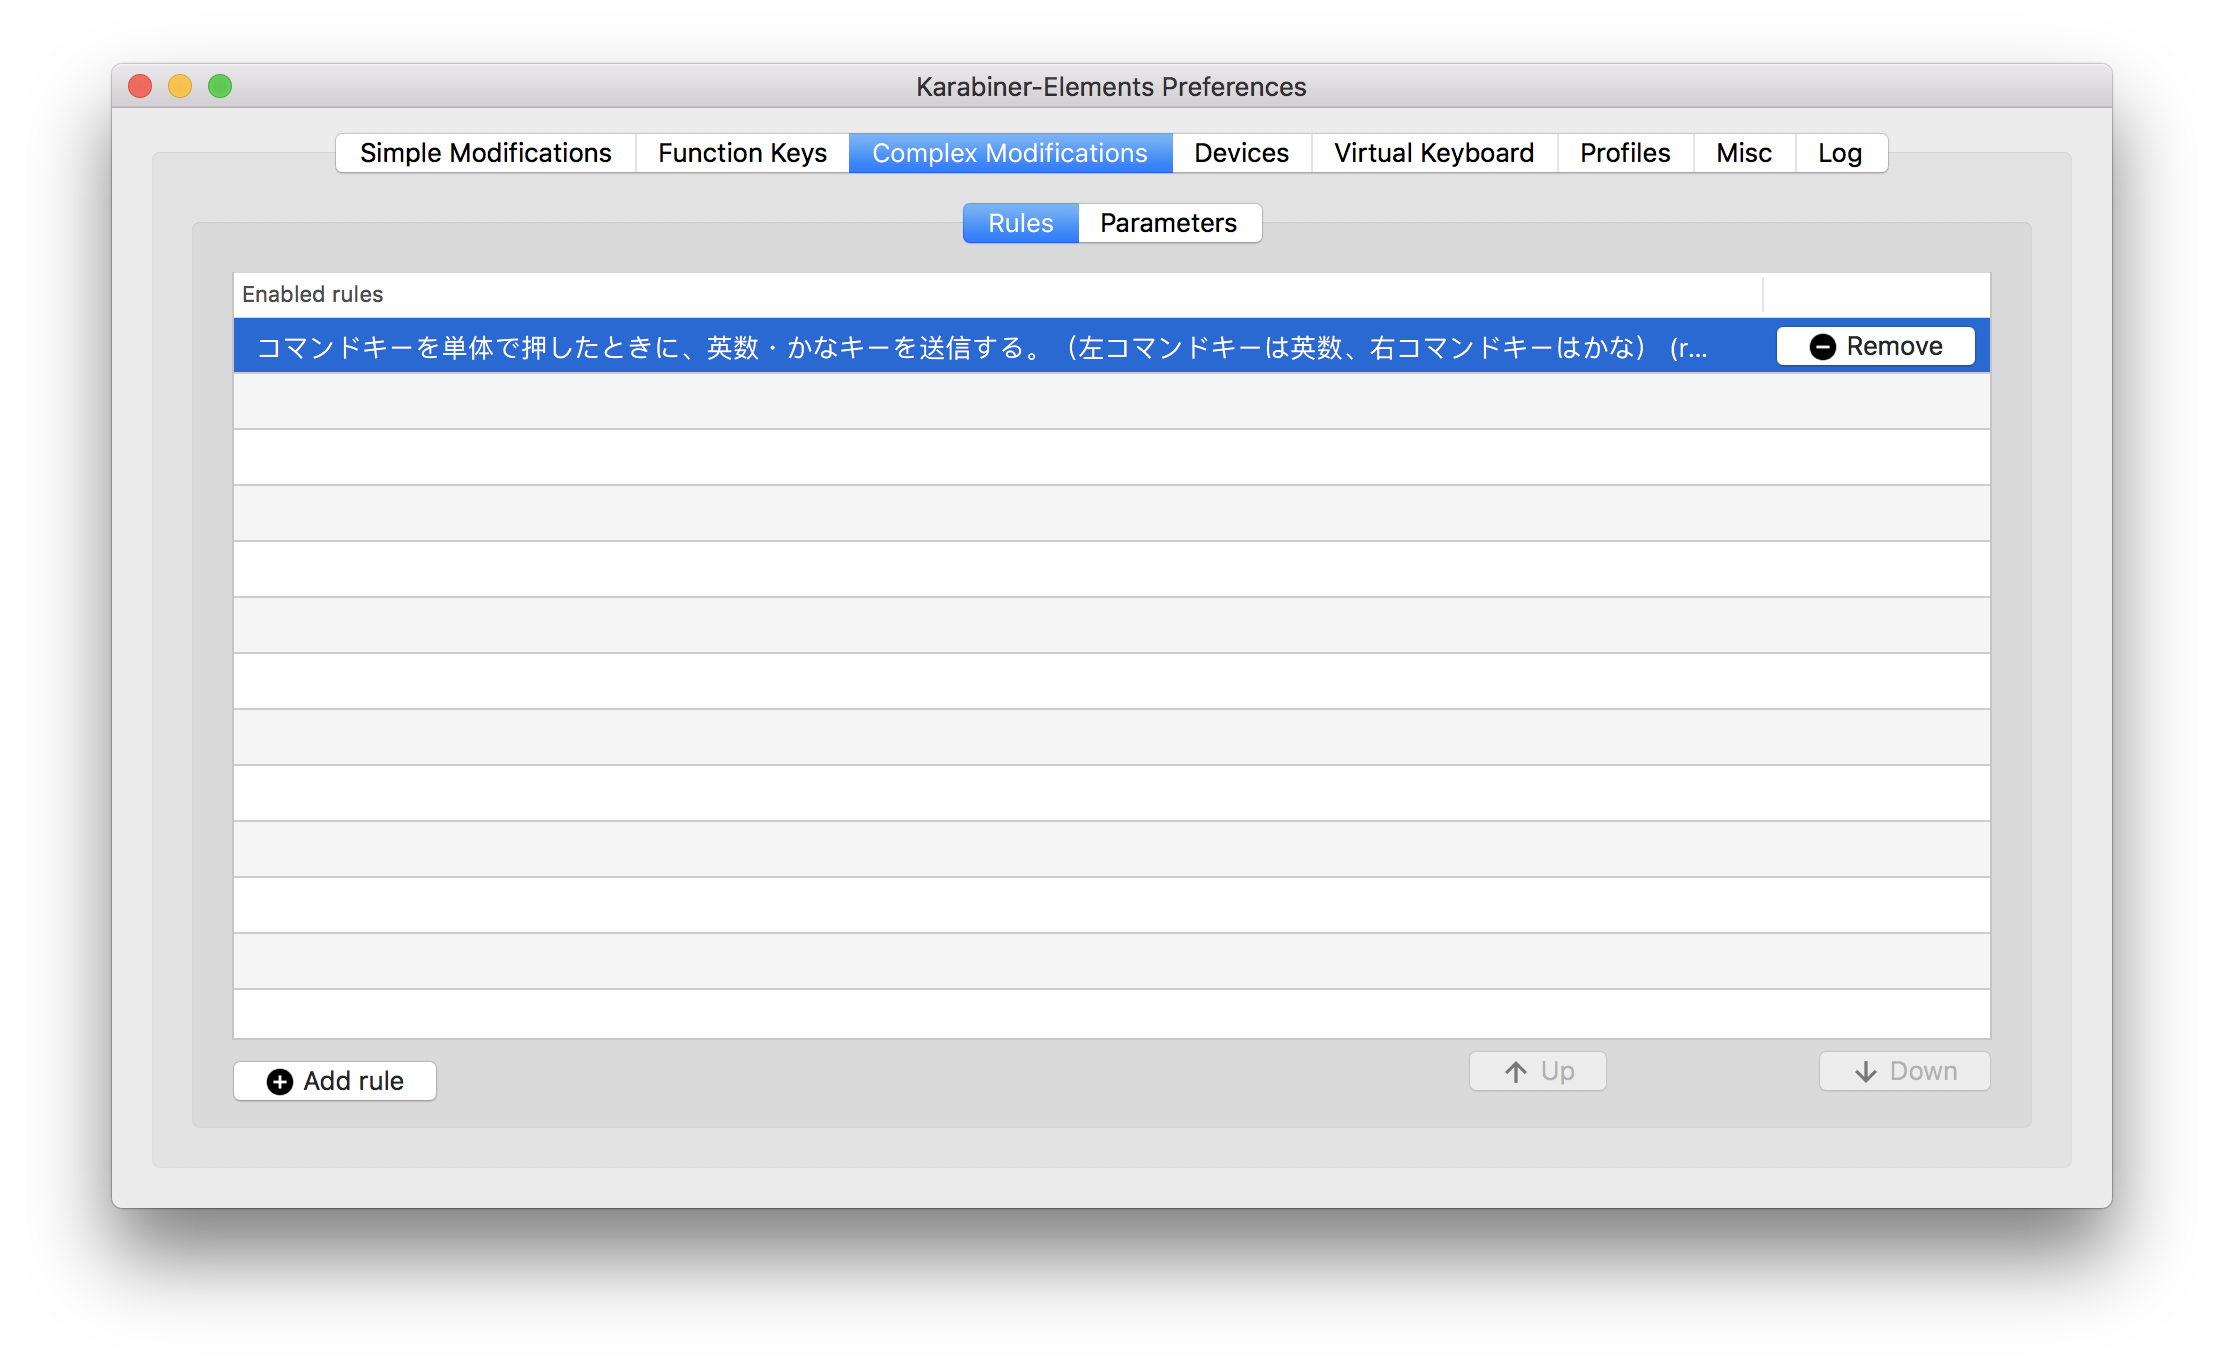 Karabiner-Elements Preferences
Simple Modifications Function Keys Complex Modifications Devices Virtual Keyboard Profiles Misc Log
Rules Parameters
Enabled rules
コマンドキーを単体で押したときに、英数・かなキーを送信する。（左コマンドキーは英数、右コマンドキーはかな） (r... Remove
Add rule Up Down